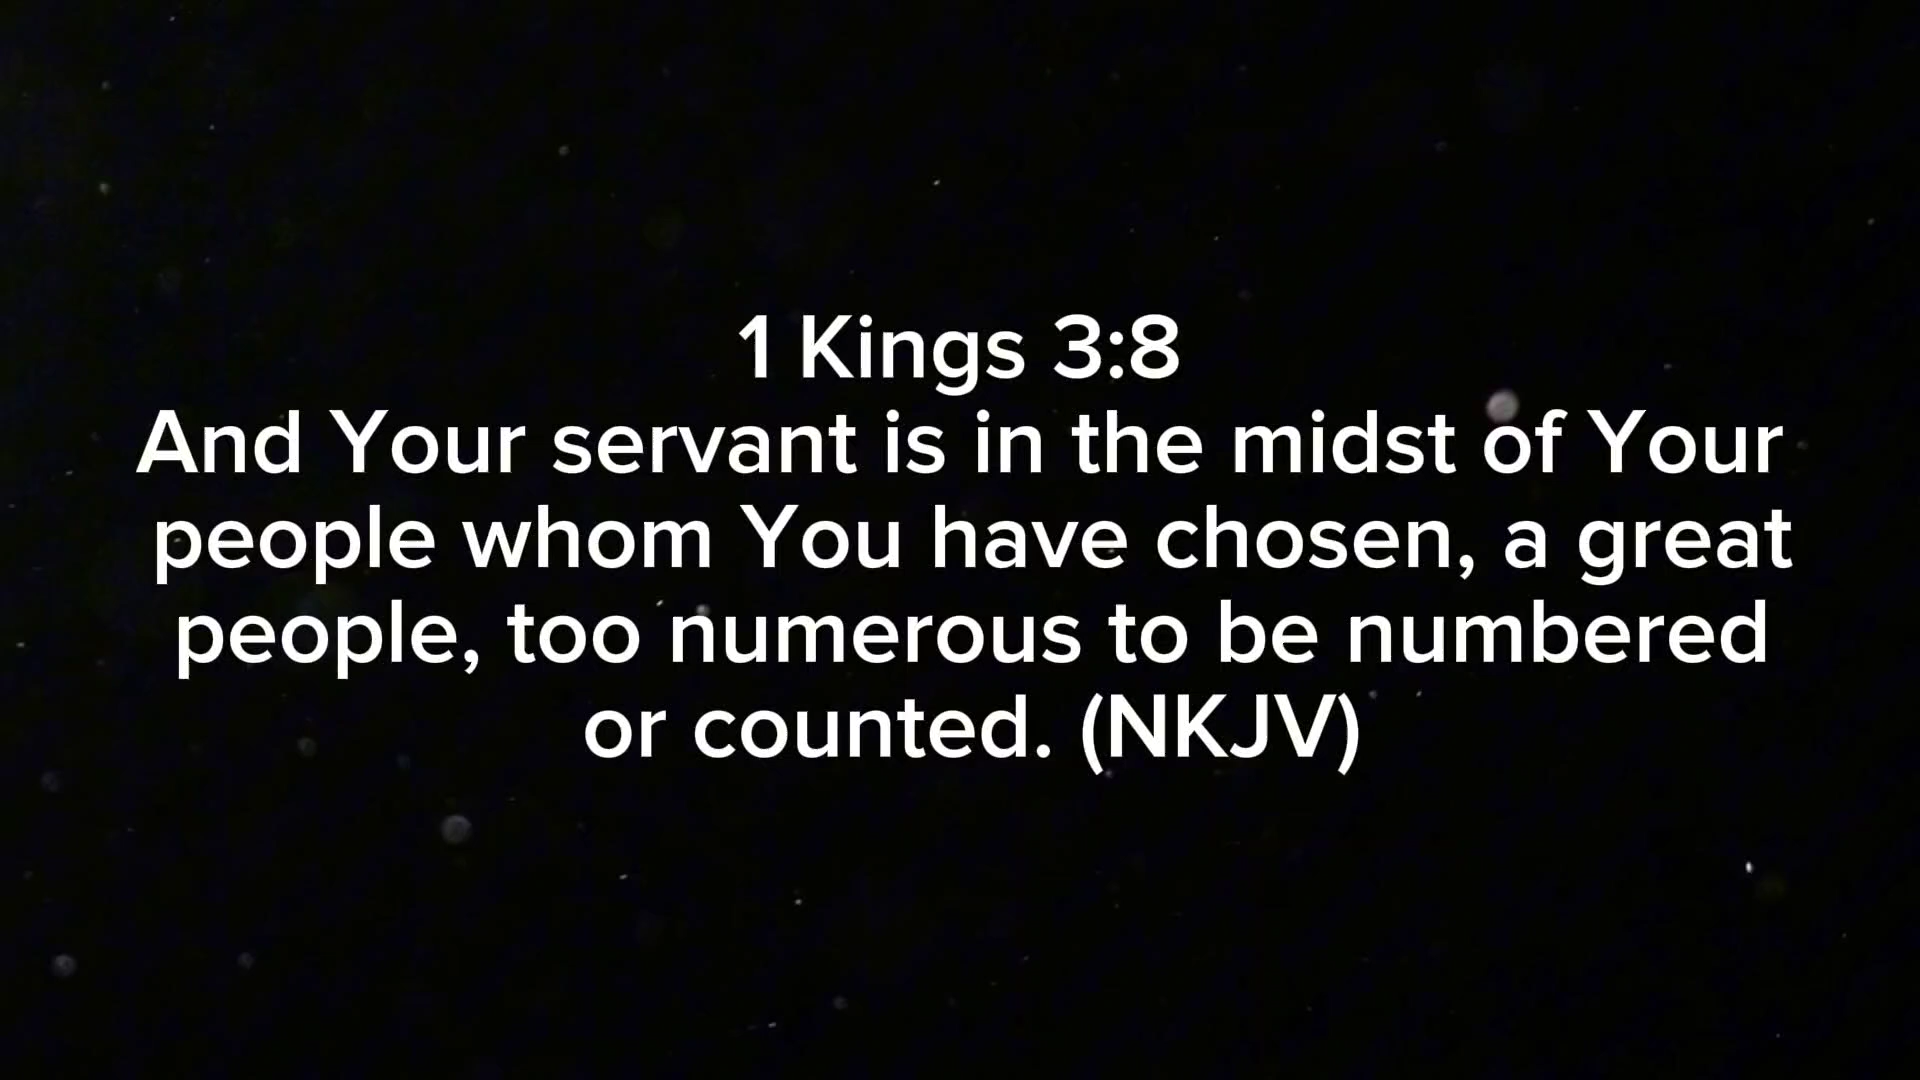 1 Kings 3:8
And Your servant is in the midst of Your
people whom You have chosen, a great
people, too numerous to be numbered
or counted. (NKJV)